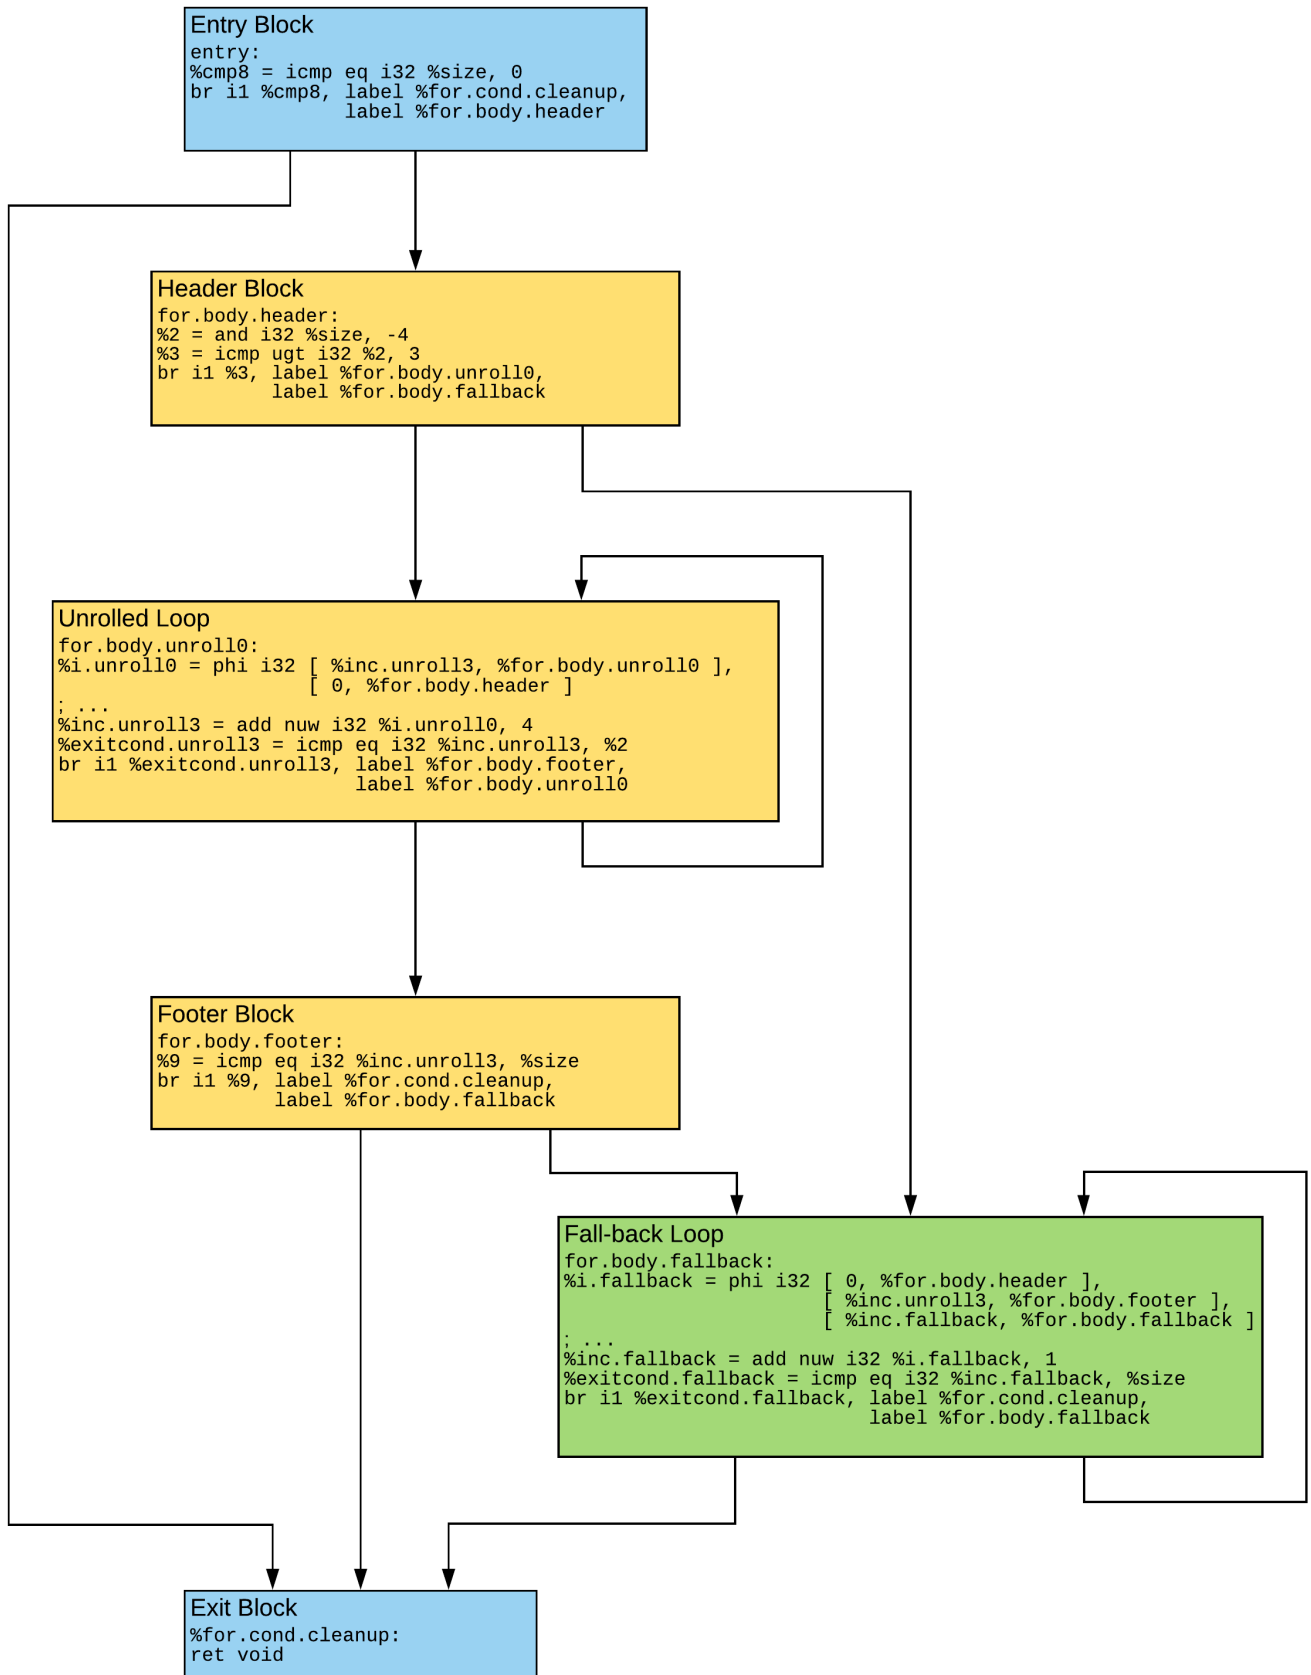 Entry Block
entry:
%cmp8 = icmp eq i32 %size, 0
br i1 %cmp8, label %for.cond.cleanup,
label %for.body.header
Header Block
for.body.header:
%2 = and i32 %size, -4
%3 = icmp ugt i32 %2, 3
br i1 %3, label %for.body.unroll0,
label %for.body.fallback
Unrolled Loop
for.body.unroll0:
%i.unroll0 = phi i32 [ %inc.unroll3, %for.body.unroll0 ],
[ 0, %for.body.header ]
; ...
%inc.unroll3 = add nuw i32 %i.unroll0, 4
%exitcond.unroll3 = icmp eq i32 %inc.unroll3, %2
br i1 %exitcond.unroll3, label %for.body.footer,
label %for.body.unroll0
Footer Block
for.body.footer:
%9 = icmp eq i32 %inc.unroll3, %size
br i1 %9, label %for.cond.cleanup,
label %for.body.fallback
Fall-back Loop
for.body.fallback:
%i.fallback = phi i32 [ 0, %for.body.header ],
[ %inc.unroll3, %for.body.footer ],
[ %inc.fallback, %for.body.fallback ]
; ...
%inc.fallback = add nuw i32 %i.fallback, 1
%exitcond.fallback = icmp eq i32 %inc.fallback, %size
br i1 %exitcond.fallback, label %for.cond.cleanup,
label %for.body.fallback
Exit Block
%for.cond.cleanup:
ret void